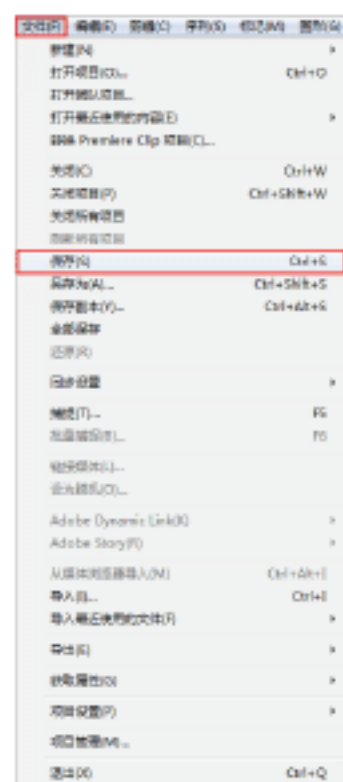 文件(F) 编辑(E) 剪辑(C) 序列(S) 标记(M) 图形(G)
新建(N)
打开项目(O)... Ctrl+O
打开团队项目...
打开最近使用的内容(E)
转换 Premiere Clip 项目(C)...
关闭(C) Ctrl+W
关闭项目(P) Ctrl+Shift+W
关闭所有项目
刷新所有项目
保存(S) Ctrl+S
另存为(A)... Ctrl+Shift+S
保存副本(Y)... Ctrl+Alt+S
全部保存
还原(R)
同步设置
捕捉(T)... F5
批量捕捉(B)... F6
链接媒体(L)...
设为脱机(O)...
Adobe Dynamic Link(K)
Adobe Story(R)
从媒体浏览器导入(M) Ctrl+Alt+I
导入(I)... Ctrl+I
导入最近使用的文件(F)
导出(E)
获取属性(G)
项目设置(P)
项目管理(M)...
退出(X) Ctrl+Q